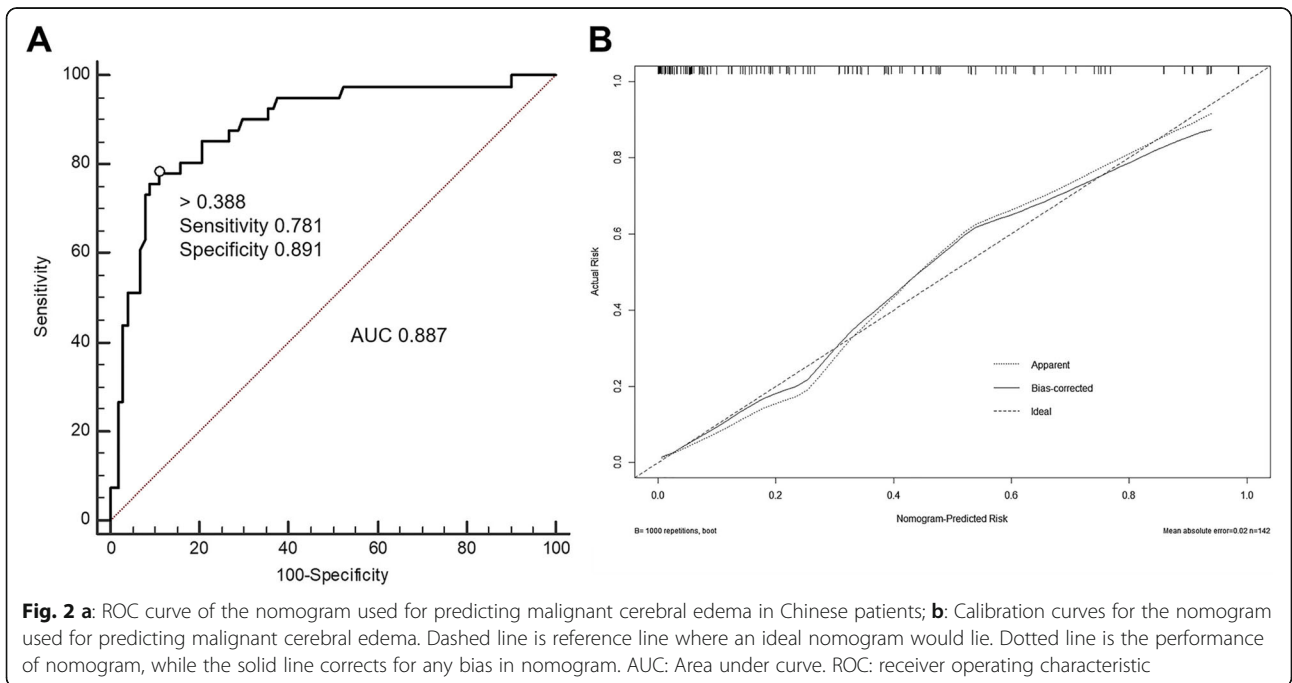 A
100
80
60
40
20
0
Sensitivity
> 0.388
Sensitivity 0.781
Specificity 0.891
AUC 0.887
0 20 40 60 80 100
100-Specificity
B
1.0
0.8
0.6
0.4
0.2
0.0
Actual Risk
Apparent
Bias-corrected
Ideal
0.0 0.2 0.4 0.6 0.8 1.0
Nomogram-Predicted Risk
B= 1000 repetitions, boot
Mean absolute error=0.02 n=142
Fig. 2 a: ROC curve of the nomogram used for predicting malignant cerebral edema in Chinese patients; b: Calibration curves for the nomogram
used for predicting malignant cerebral edema. Dashed line is reference line where an ideal nomogram would lie. Dotted line is the performance
of nomogram, while the solid line corrects for any bias in nomogram. AUC: Area under curve. ROC: receiver operating characteristic